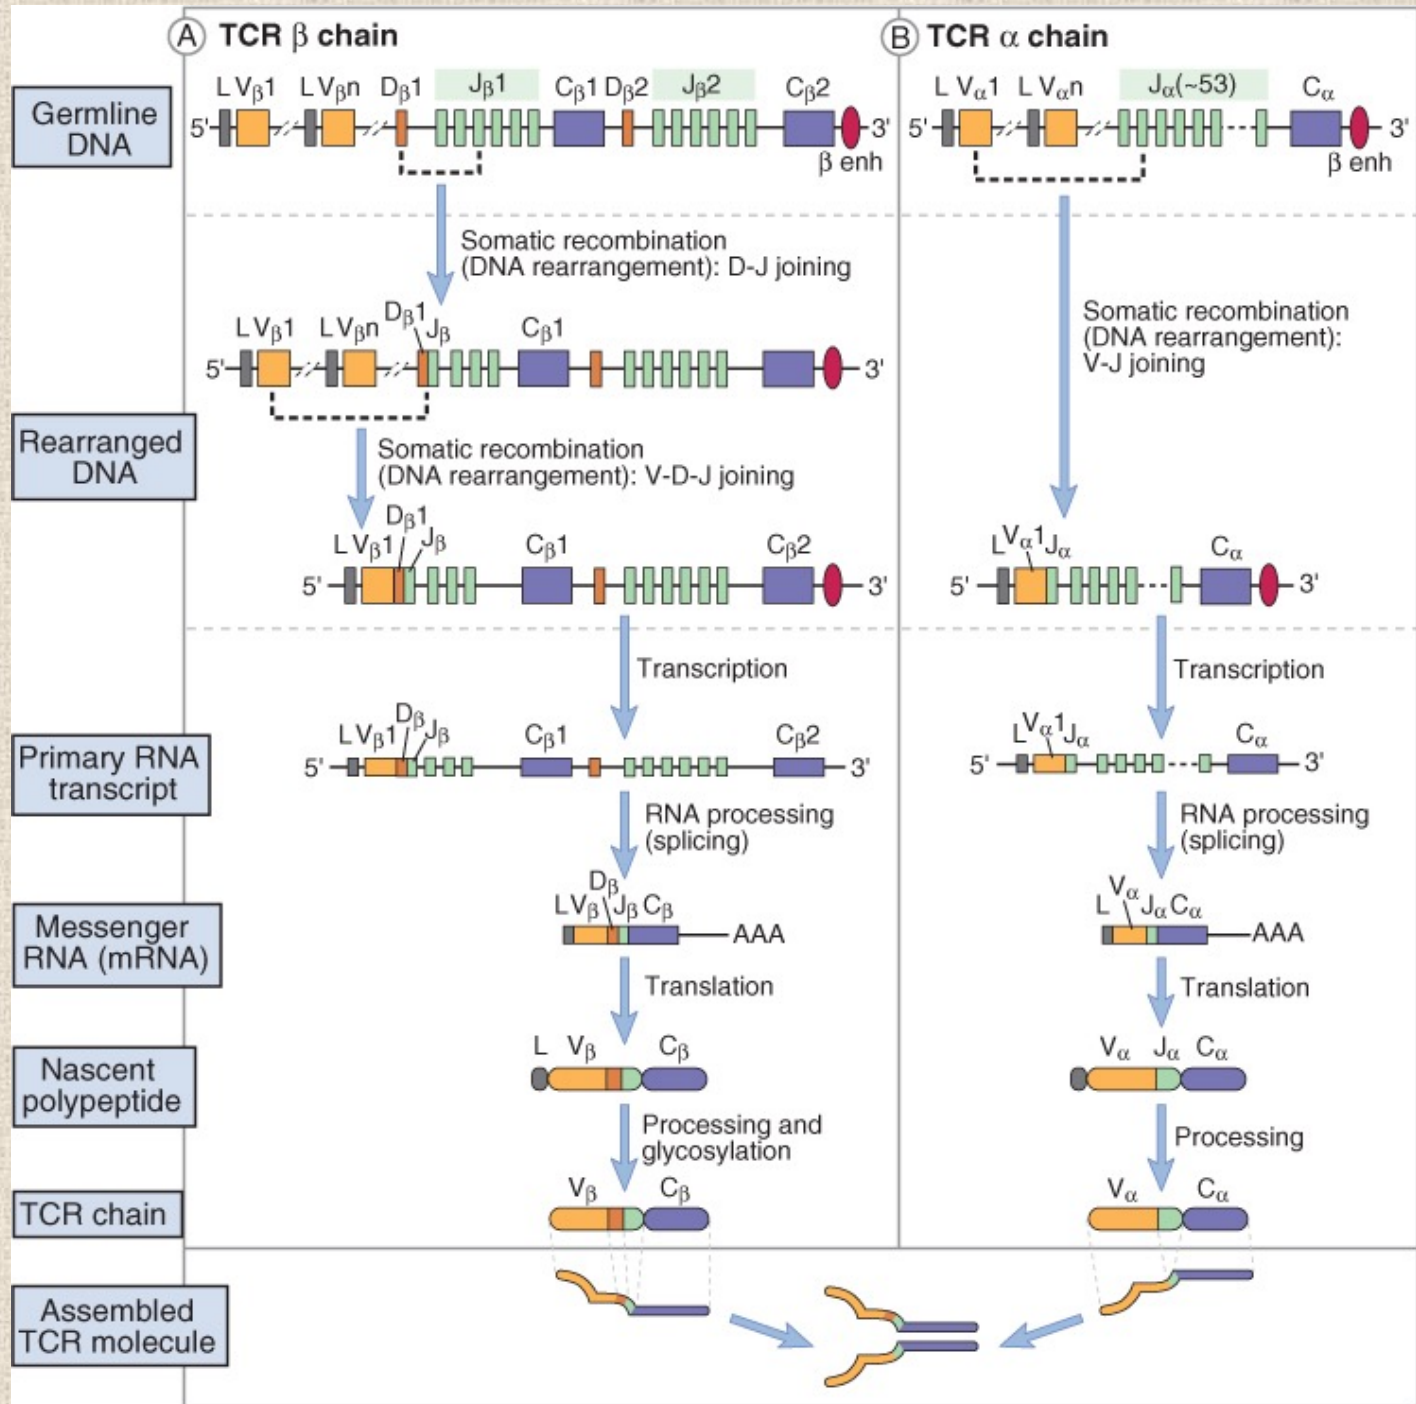 A TCR β chain
B TCR α chain
Germline
DNA
L Vβ1 L Vβn Dβ1 Jβ1 Cβ1 Dβ2 Jβ2 Cβ2
5' 3'
β enh
L Vα1 L Vαn Jα(~53) Cα
5' 3'
β enh
Somatic recombination
(DNA rearrangement): D-J joining
Rearranged
DNA
L Vβ1 L Vβn Dβ1 Jβ Cβ1
5' 3'
Somatic recombination
(DNA rearrangement): V-D-J joining
L Vβ1 Dβ1 Jβ Cβ1 Cβ2
5' 3'
Somatic recombination
(DNA rearrangement):
V-J joining
L Vα1 Jα Cα
5' 3'
Transcription
Transcription
Primary RNA
transcript
L Vβ1 Dβ Jβ Cβ1 Cβ2
5' 3'
L Vα1 Jα Cα
5' 3'
RNA processing
(splicing)
RNA processing
(splicing)
Messenger
RNA (mRNA)
L Vβ Dβ Jβ Cβ
AAA
L Vα Jα Cα
AAA
Translation
Translation
Nascent
polypeptide
L Vβ Cβ
Vα Jα Cα
Processing and
glycosylation
Processing
TCR chain
Vβ Cβ
Vα Cα
Assembled
TCR molecule